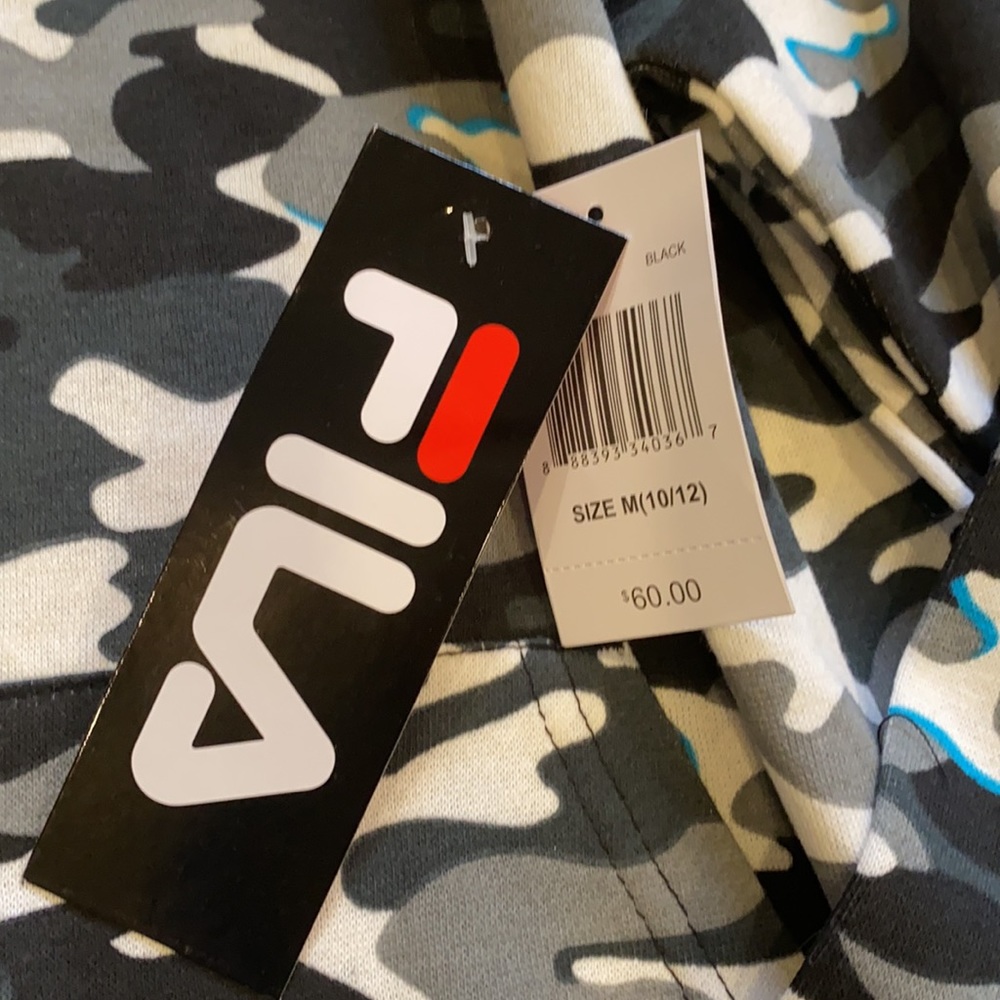 FILA
BLACK
8 88393 34036 7
SIZE M(10/12)
$60.00